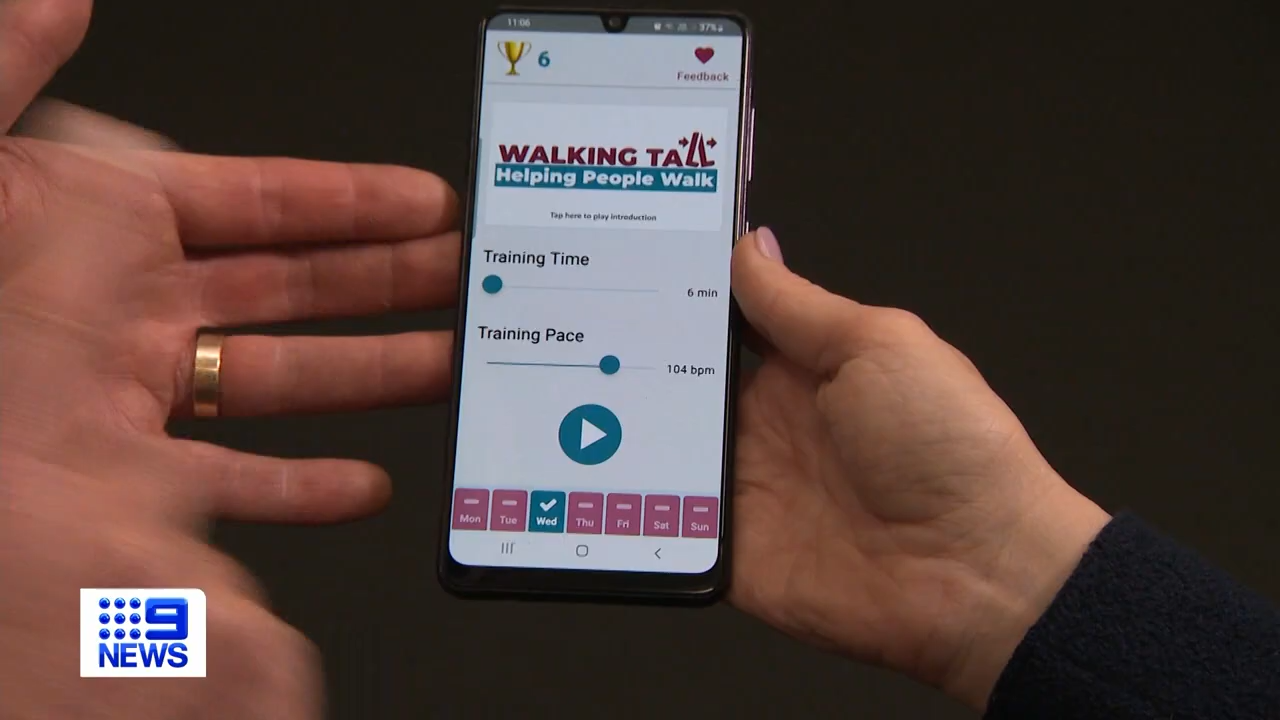 11:06
37%
6
Feedback
WALKING TALL
Helping People Walk
Tap here to play introduction
Training Time
6 min
Training Pace
104 bpm
Mon Tue Wed Thu Fri Sat Sun
9
NEWS